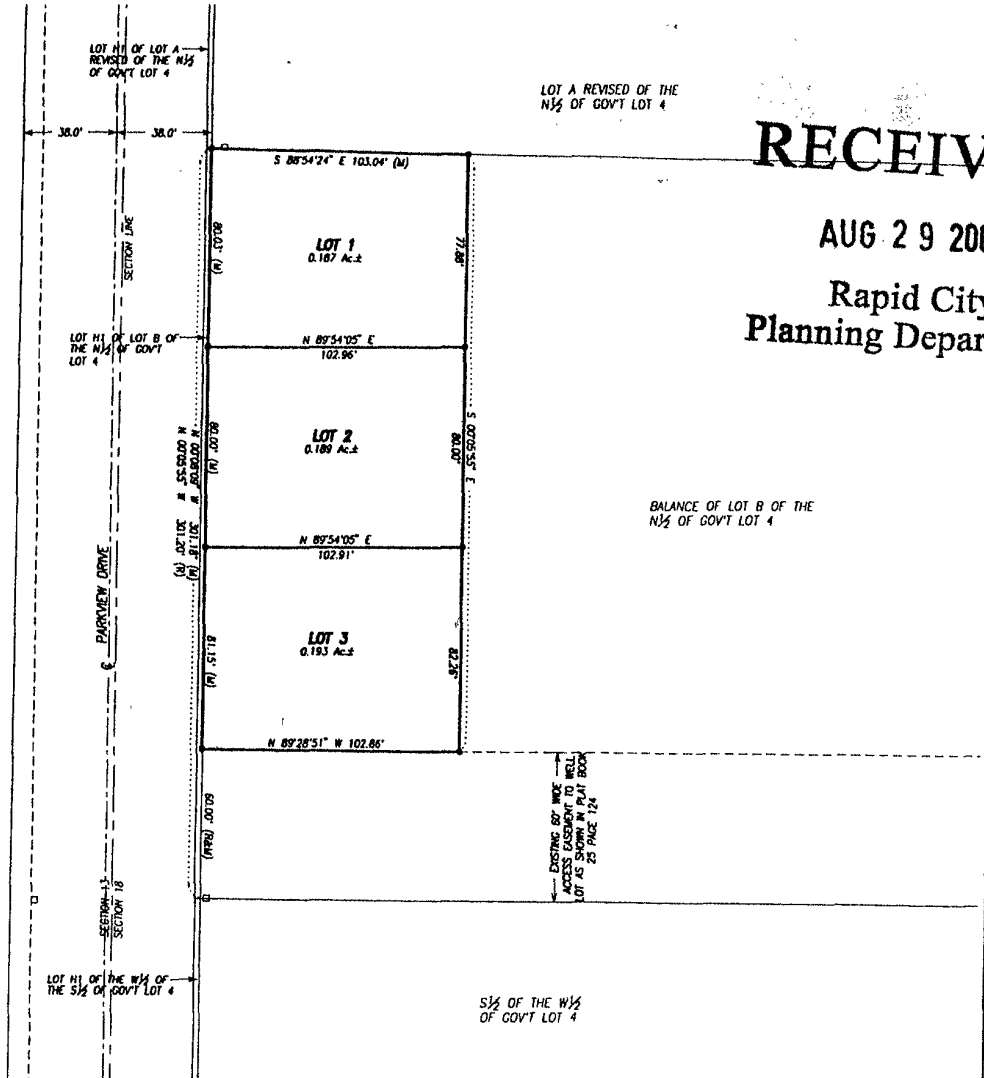 LOT H1 OF LOT A
REVISED OF THE N½
OF GOV'T LOT 4
LOT A REVISED OF THE
N½ OF GOV'T LOT 4
38.0'
38.0'
RECEIV
S 88°54'24" E 103.04' (M)
AUG 29 200
Rapid City
Planning Depar
SECTION LINE
80.03' (M)
LOT 1
0.187 Ac.±
77.88'
LOT H1 OF LOT B OF
THE N½ OF GOV'T
LOT 4
N 89°54'05" E
102.96'
80.00' (M)
LOT 2
0.189 Ac.±
80.00'
S 00°05'55" E
N 00°08'09" W 301.18' (M)
N 00°05'55" W 301.20' (R)
BALANCE OF LOT B OF THE
N½ OF GOV'T LOT 4
N 89°54'05" E
102.91'
PARKVIEW DRIVE
81.15' (M)
LOT 3
0.193 Ac.±
82.26'
N 89°28'51" W 102.86'
60.00' (R&M)
EXISTING 60' WIDE
ACCESS EASEMENT TO WELL
LOT AS SHOWN IN PLAT BOOK
25 PAGE 124
SECTION 13
SECTION 18
LOT H1 OF THE W½ OF
THE S½ OF GOV'T LOT 4
S½ OF THE W½
OF GOV'T LOT 4